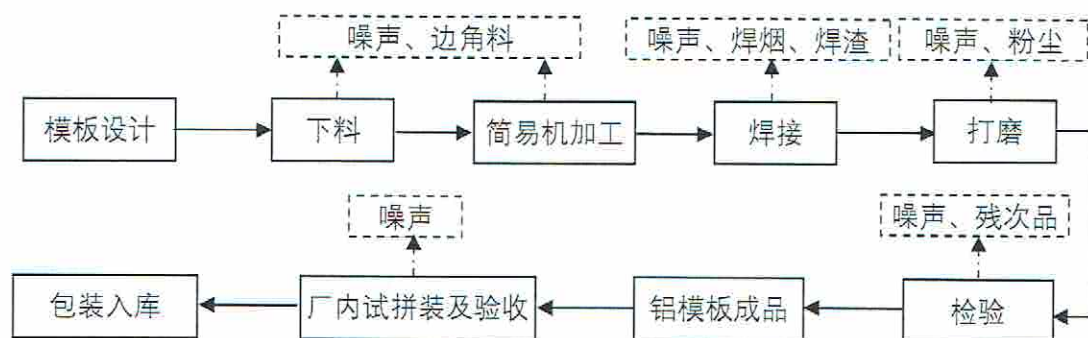 噪声、边角料
噪声、焊烟、焊渣
噪声、粉尘
模板设计
下料
简易机加工
焊接
打磨
噪声
噪声、残次品
包装入库
厂内试拼装及验收
铝模板成品
检验